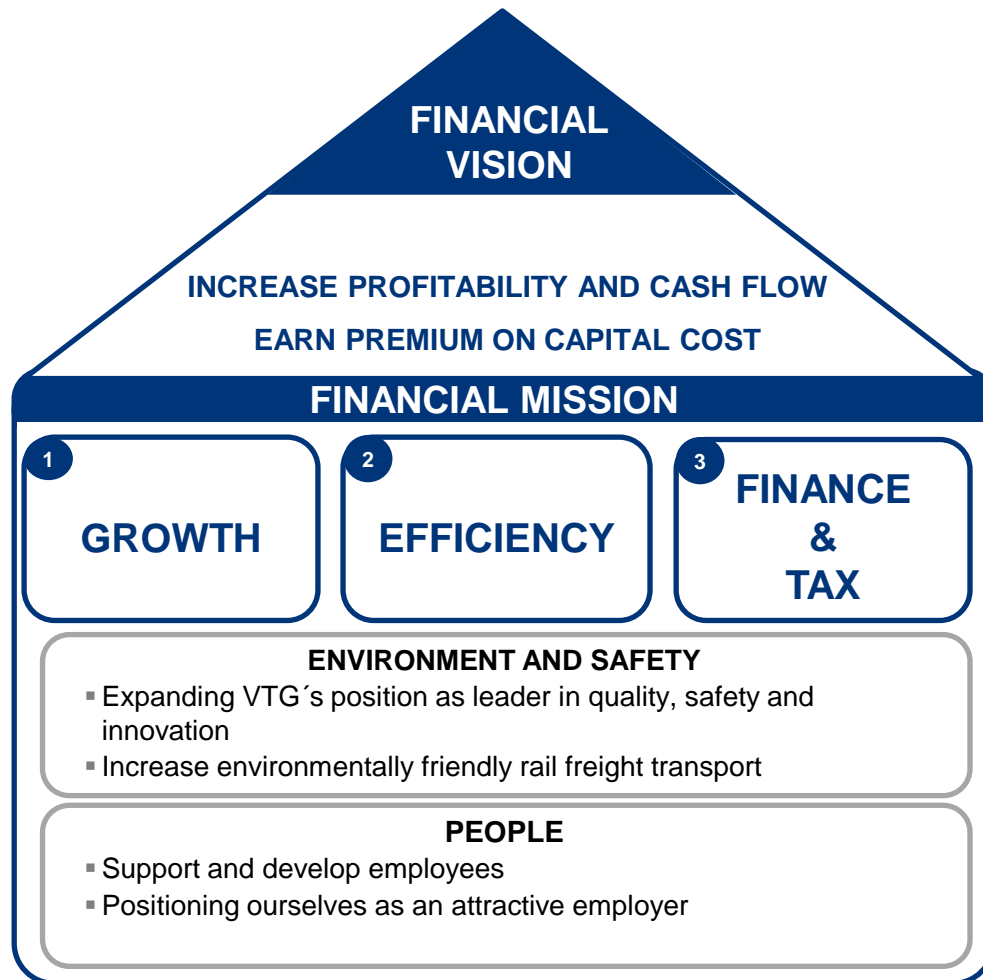 FINANCIAL
VISION
INCREASE PROFITABILITY AND CASH FLOW
EARN PREMIUM ON CAPITAL COST
FINANCIAL MISSION
1
GROWTH
2
EFFICIENCY
3
FINANCE
&
TAX
ENVIRONMENT AND SAFETY
▪ Expanding VTG´s position as leader in quality, safety and
innovation
▪ Increase environmentally friendly rail freight transport
PEOPLE
▪ Support and develop employees
▪ Positioning ourselves as an attractive employer